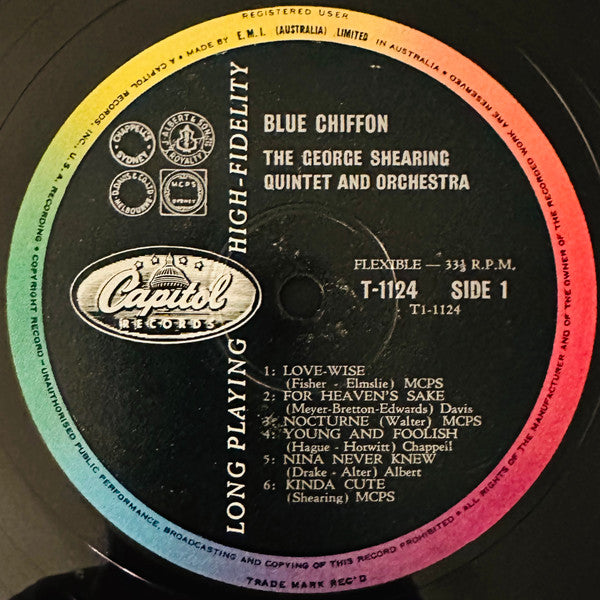 REGISTERED USER
• MADE BY E.M.I. (AUSTRALIA) LIMITED IN AUSTRALIA •
• ALL RIGHTS OF THE MANUFACTURER AND OF THE OWNER OF THE RECORDED WORK ARE RESERVED
A CAPITOL RECORDS, INC., U.S.A. RECORDING • COPYRIGHT RECORD—UNAUTHORISED PUBLIC PERFORMANCE, BROADCASTING AND COPYING OF THIS RECORD PROHIBITED
TRADE MARK REC'D
CHAPPELL
SYDNEY
J. ALBERT & SON
ROYALTY
D. DAVIS & CO.
MELBOURNE
MCPS
SYDNEY
LONG PLAYING HIGH-FIDELITY
Capitol
RECORDS
BLUE CHIFFON
THE GEORGE SHEARING
QUINTET AND ORCHESTRA
FLEXIBLE — 33⅓ R.P.M.
T-1124 SIDE 1
T1-1124
1: LOVE-WISE
(Fisher - Elmslie) MCPS
2: FOR HEAVEN'S SAKE
(Meyer-Bretton-Edwards) Davis
3: NOCTURNE (Walter) MCPS
4: YOUNG AND FOOLISH
(Hague - Horwitt) Chappell
5: NINA NEVER KNEW
(Drake - Alter) Albert
6: KINDA CUTE
(Shearing) MCPS